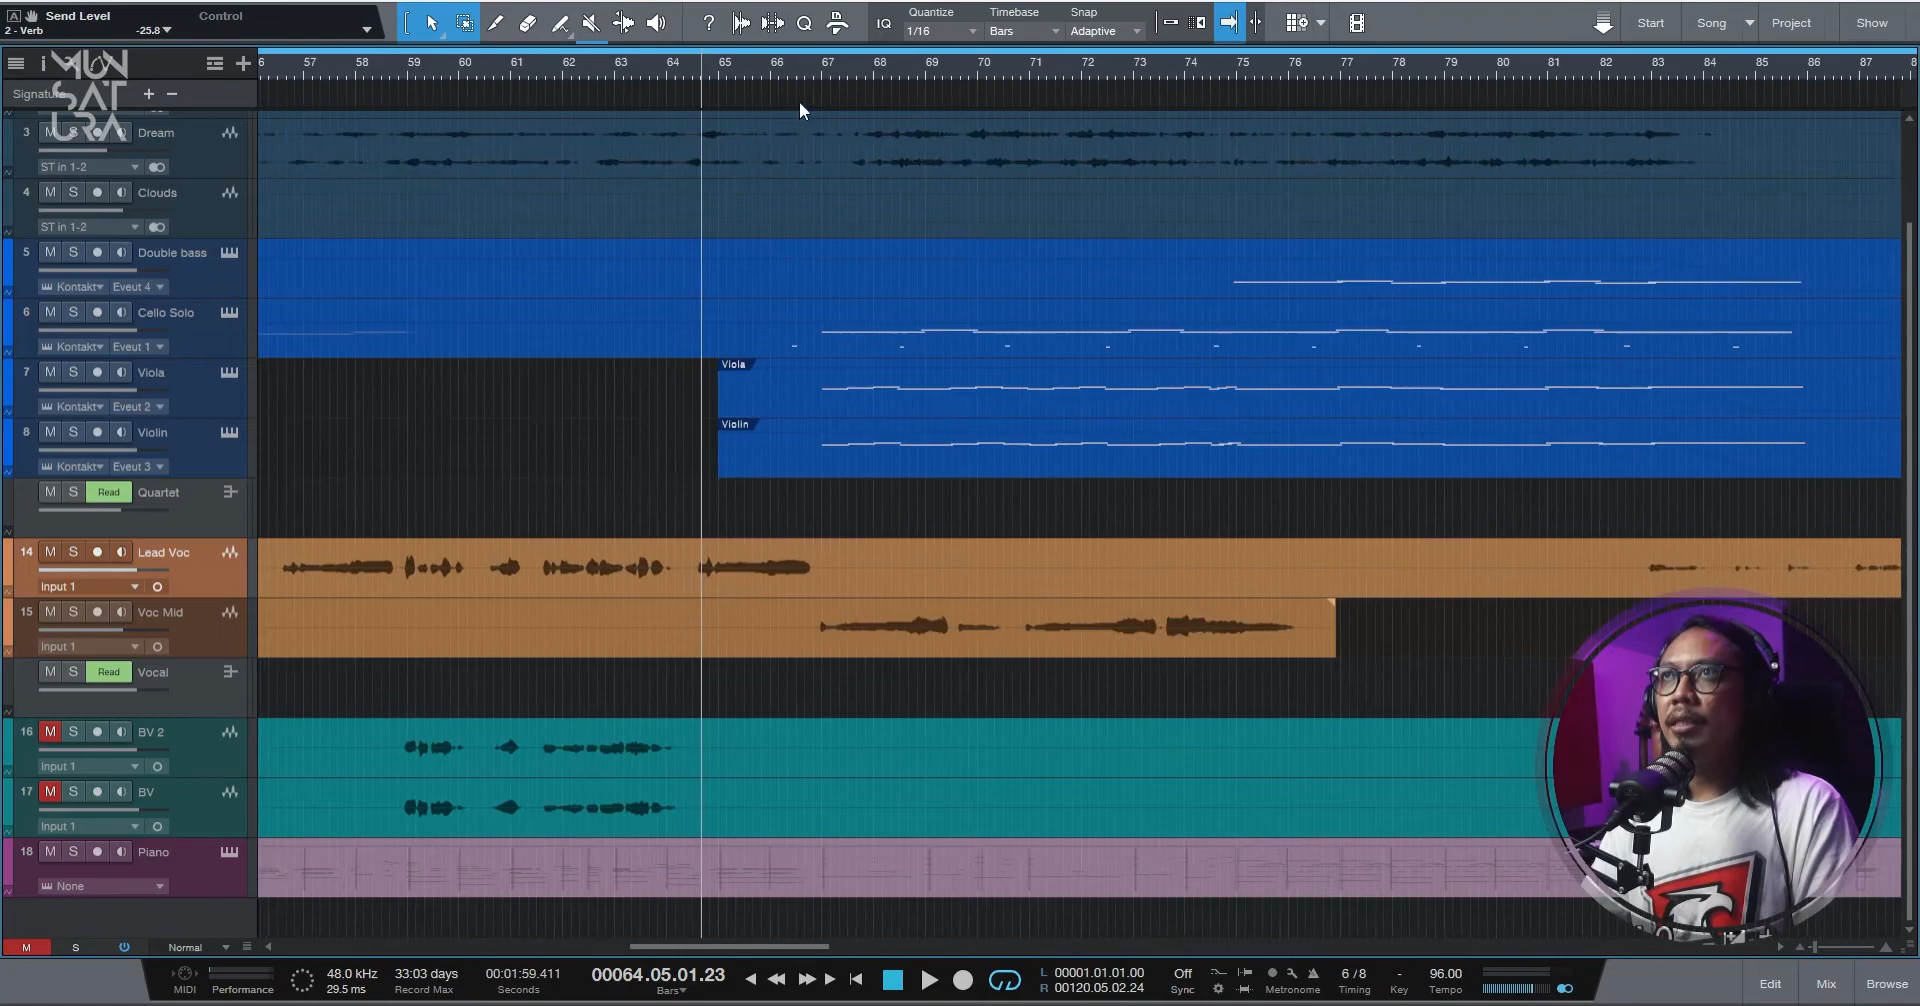 Send Level
Control
2 - Verb
-25.8
IQ
Quantize
1/16
Timebase
Bars
Snap
Adaptive
Start
Song
Project
Show
MUN
SAT
URA
Signature
6 57 58 59 60 61 62 63 64 65 66 67 68 69 70 71 72 73 74 75 76 77 78 79 80 81 82 83 84 85 86 87 8
3 M S Dream
ST in 1-2
4 M S Clouds
ST in 1-2
5 M S Double bass
Kontakt Eveut 4
6 M S Cello Solo
Kontakt Eveut 1
7 M S Viola
Kontakt Eveut 2
Viola
8 M S Violin
Kontakt Eveut 3
Violin
M S Read Quartet
14 M S Lead Voc
Input 1
15 M S Voc Mid
Input 1
M S Read Vocal
16 M S BV 2
Input 1
17 M S BV
Input 1
18 M S Piano
None
M S Normal
MIDI
Performance
48.0 kHz
29.5 ms
33:03 days
Record Max
00:01:59.411
Seconds
00064.05.01.23
Bars
L 00001.01.01.00
R 00120.05.02.24
Off
Sync
Metronome
6 / 8
Timing
-
Key
96.00
Tempo
Edit
Mix
Browse